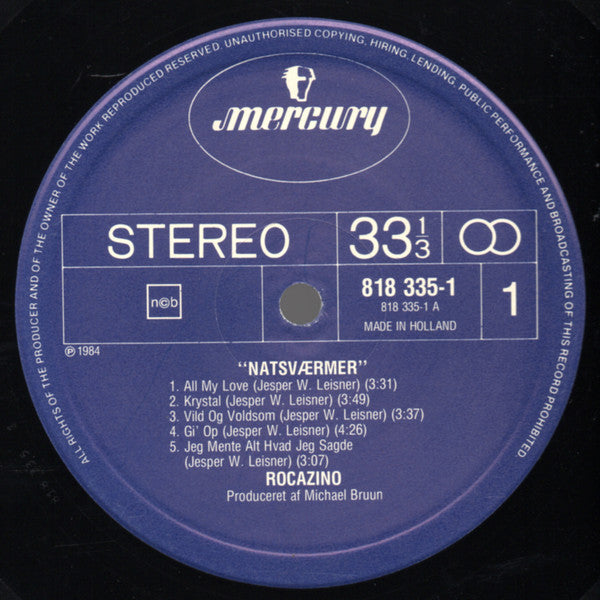 ALL RIGHTS OF THE PRODUCER AND OF THE OWNER OF THE WORK REPRODUCED RESERVED. UNAUTHORISED COPYING, HIRING, LENDING, PUBLIC PERFORMANCE AND BROADCASTING OF THIS RECORD PROHIBITED.
mercury
STEREO
33 1/3
818 335-1
818 335-1 A
MADE IN HOLLAND
1
n©b
℗ 1984
“NATSVÆRMER”
1. All My Love (Jesper W. Leisner) (3:31)
2. Krystal (Jesper W. Leisner) (3:49)
3. Vild Og Voldsom (Jesper W. Leisner) (3:37)
4. Gi' Op (Jesper W. Leisner) (4:26)
5. Jeg Mente Alt Hvad Jeg Sagde
(Jesper W. Leisner) (3:07)
ROCAZINO
Produceret af Michael Bruun